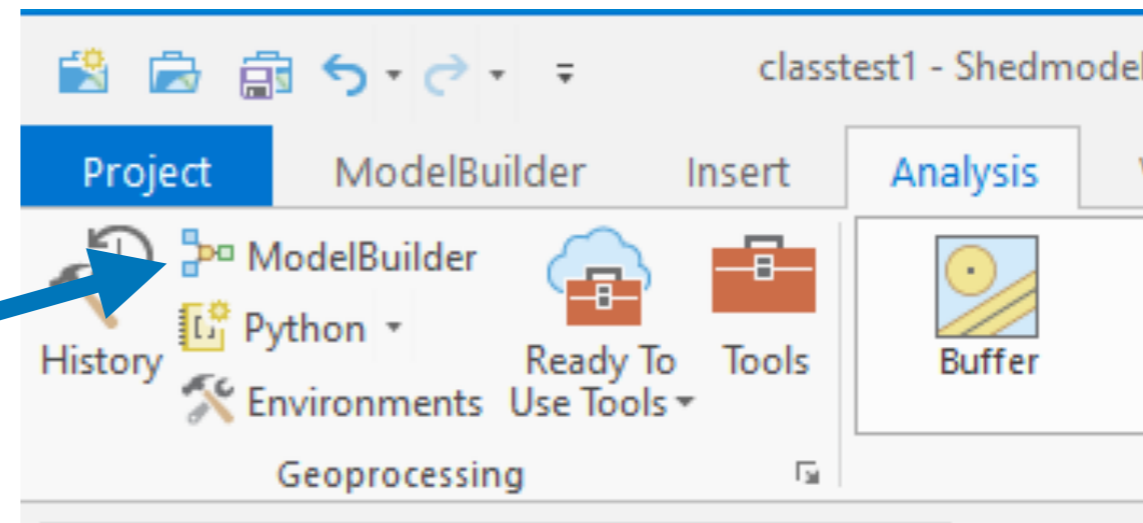 classtest1 - Shedmodel
Project ModelBuilder Insert Analysis
ModelBuilder
Python
Environments
History
Ready To
Use Tools
Tools
Buffer
Geoprocessing